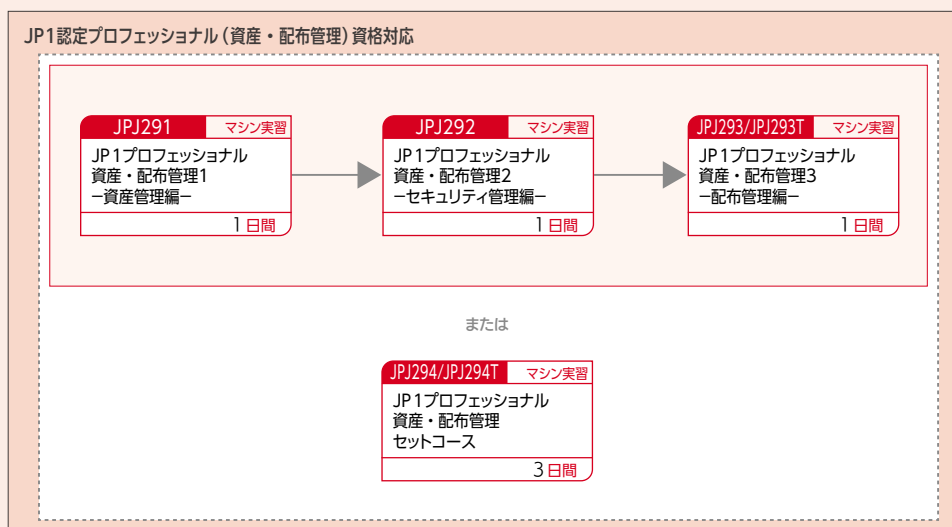 JP1認定プロフェッショナル（資産・配布管理）資格対応
JPJ291 マシン実習
JP1プロフェッショナル
資産・配布管理1
−資産管理編−
1日間
JPJ292 マシン実習
JP1プロフェッショナル
資産・配布管理2
−セキュリティ管理編−
1日間
JPJ293/JPJ293T マシン実習
JP1プロフェッショナル
資産・配布管理3
−配布管理編−
1日間
または
JPJ294/JPJ294T マシン実習
JP1プロフェッショナル
資産・配布管理
セットコース
3日間